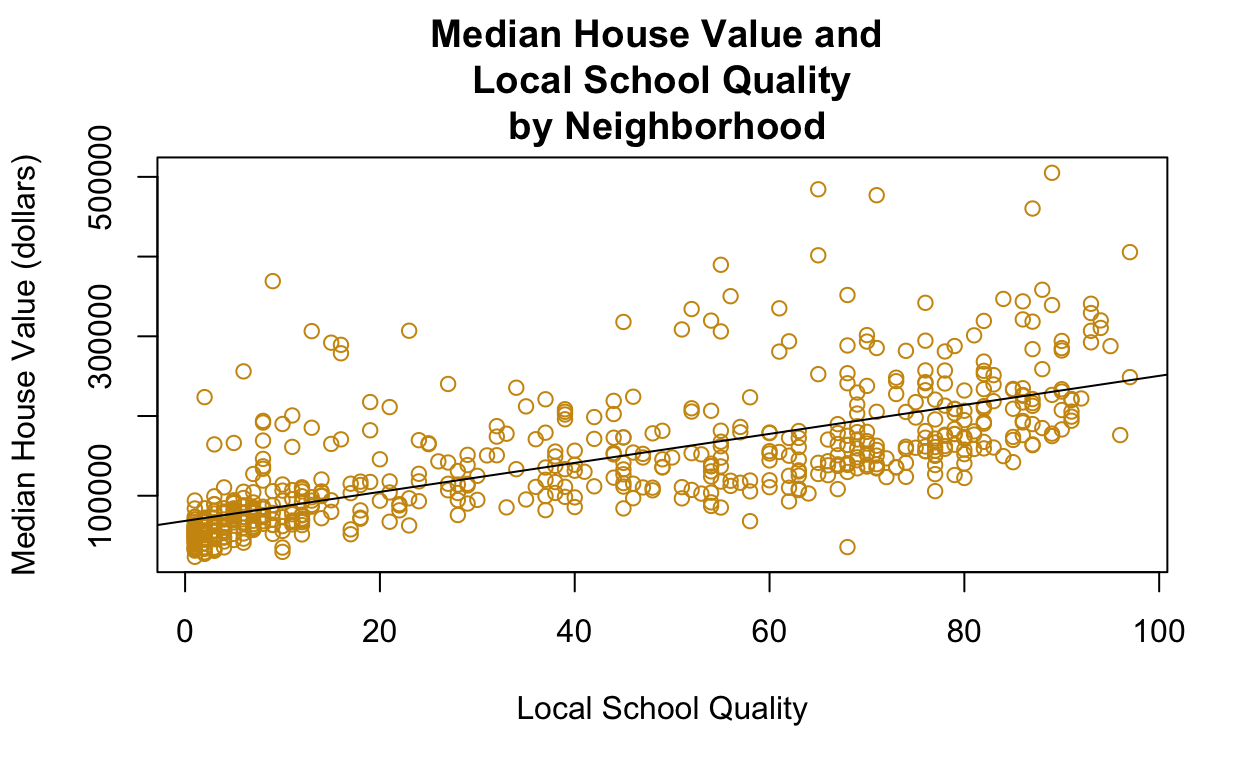 Median House Value and
Local School Quality
by Neighborhood
Median House Value (dollars)
500000
300000
100000
0 20 40 60 80 100
Local School Quality